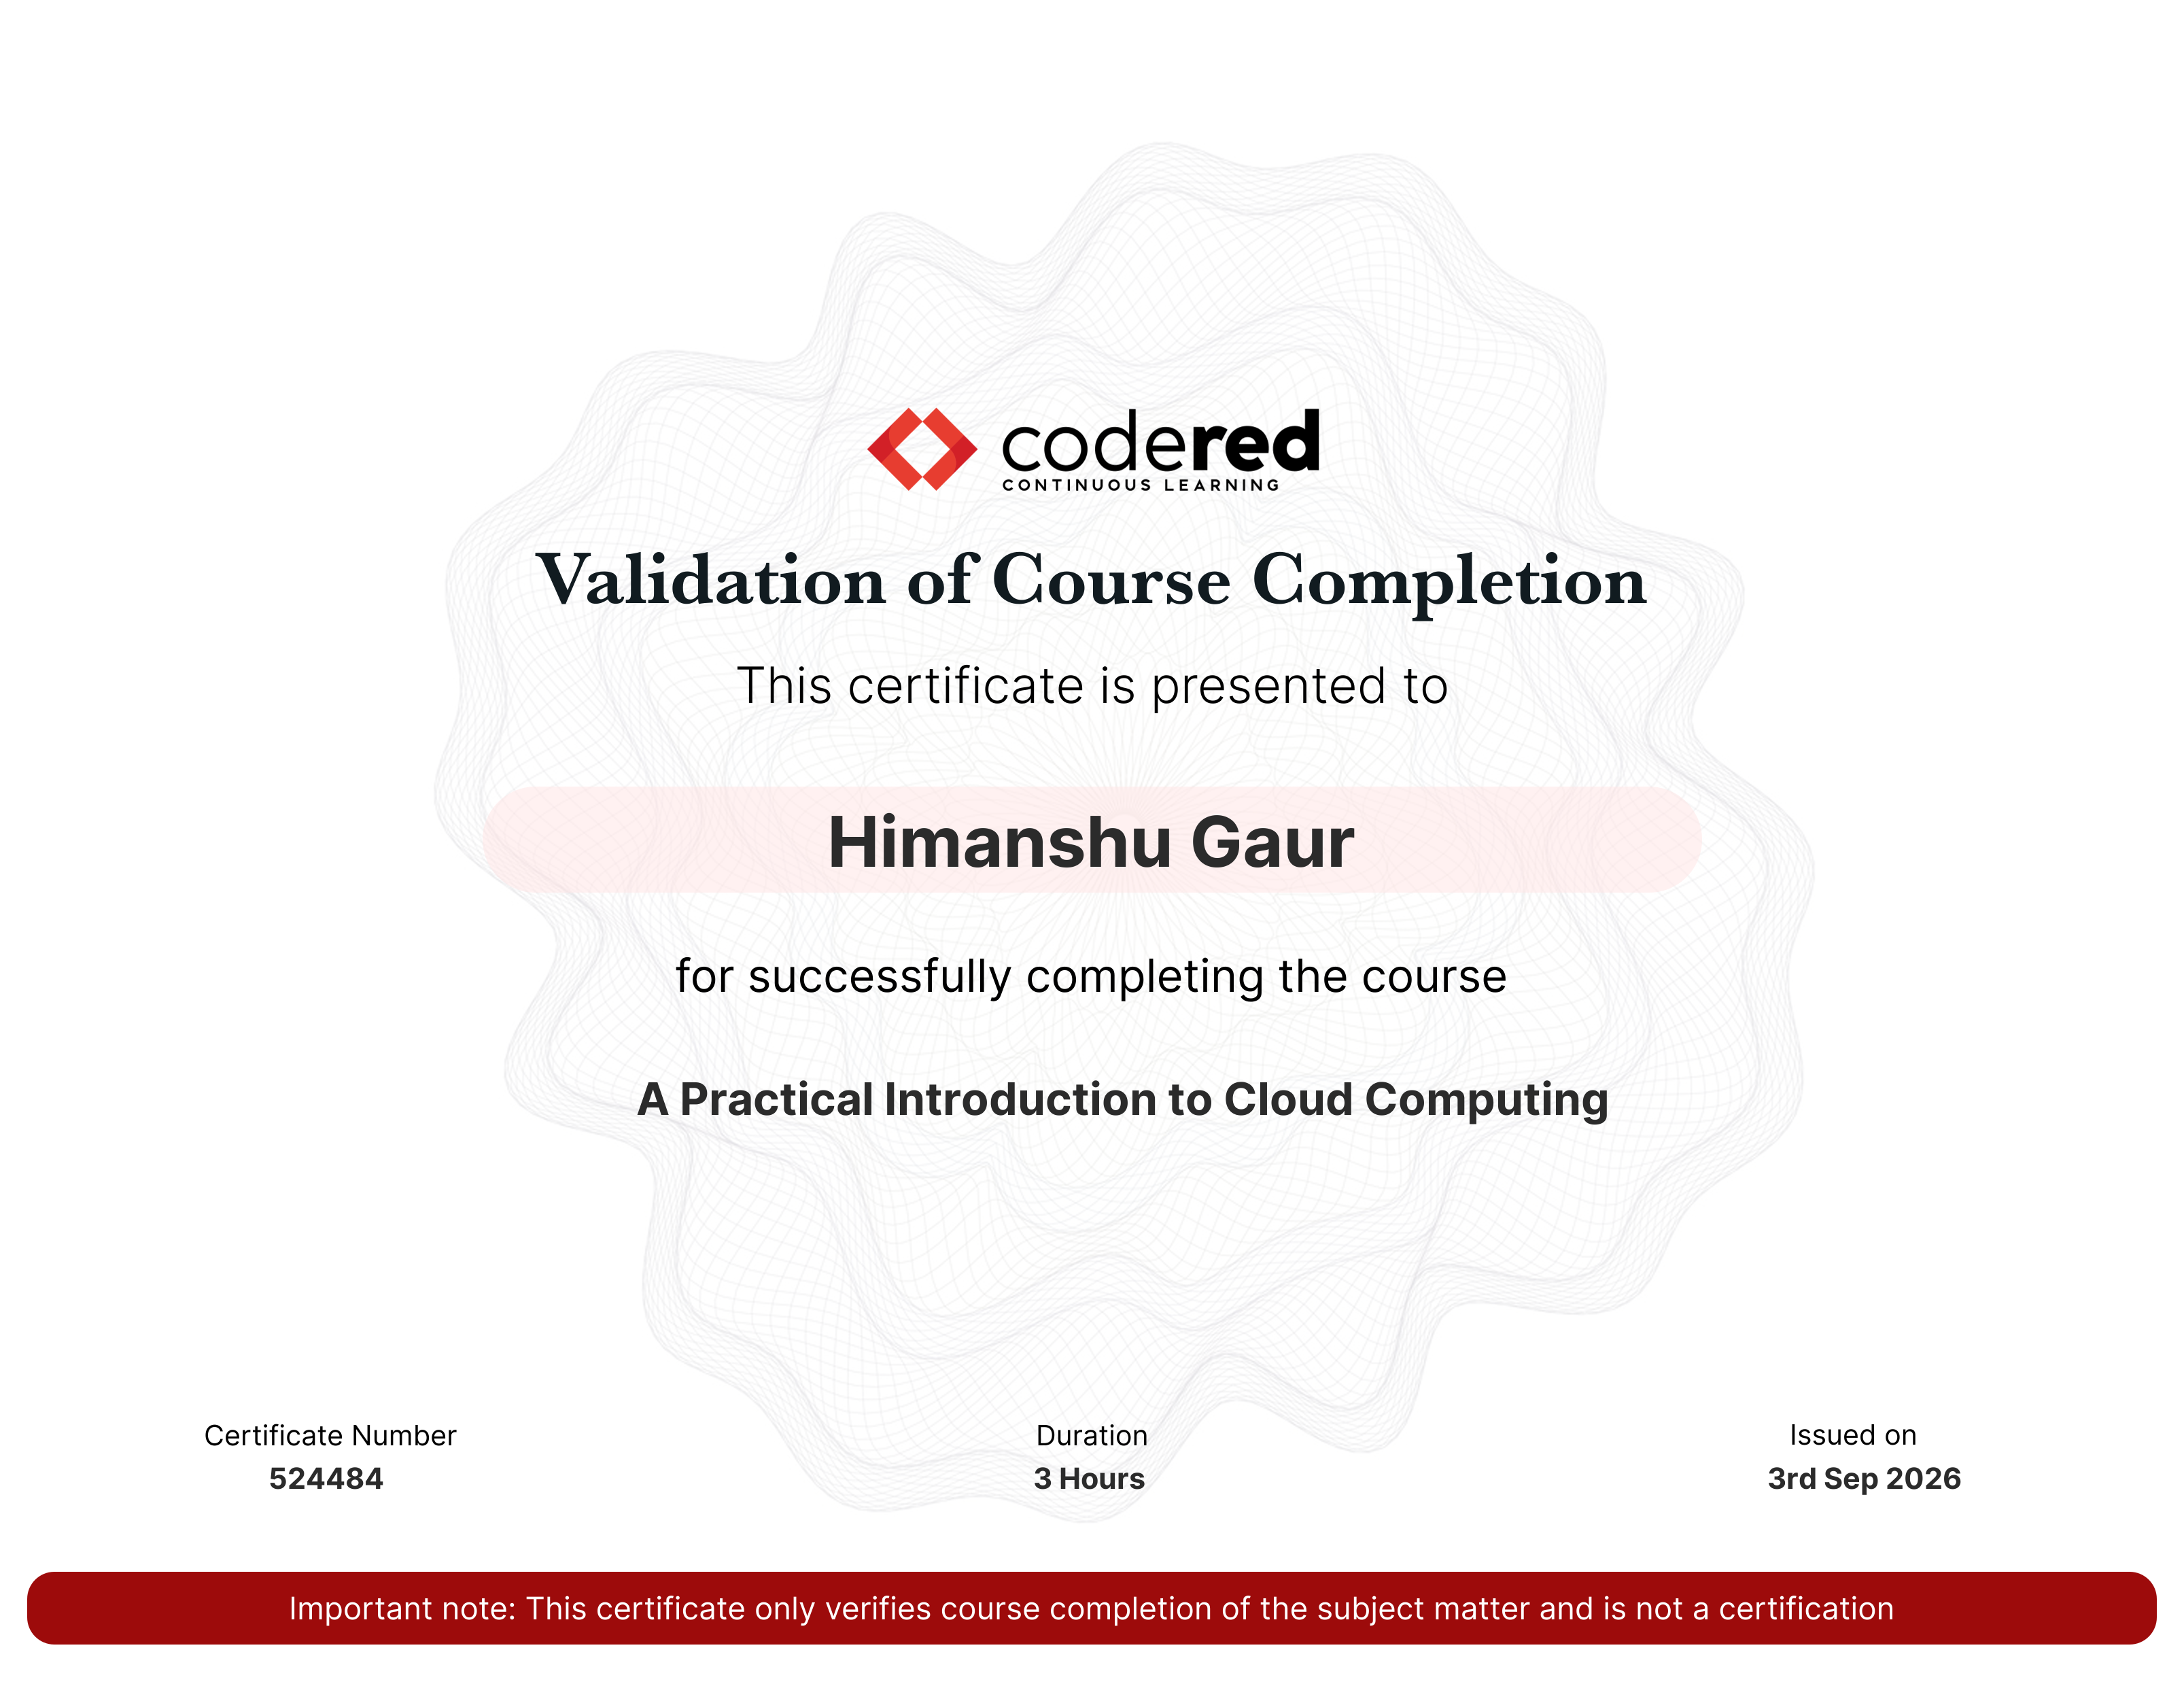 codered
CONTINUOUS LEARNING
Validation of Course Completion
This certificate is presented to
Himanshu Gaur
for successfully completing the course
A Practical Introduction to Cloud Computing
Certificate Number
524484
Duration
3 Hours
Issued on
3rd Sep 2026
Important note: This certificate only verifies course completion of the subject matter and is not a certification